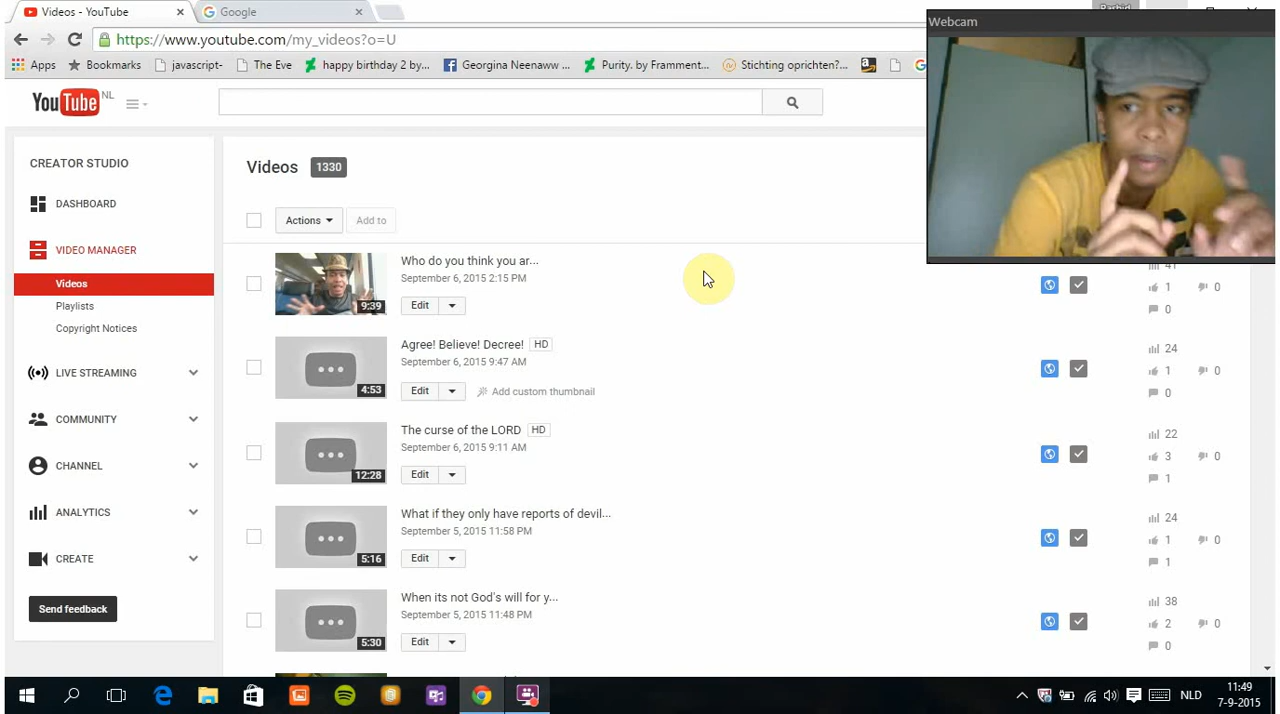 Videos - YouTube
Google
https://www.youtube.com/my_videos?o=U
Apps
Bookmarks
javascript-
The Eve
happy birthday 2 by...
Georgina Neenaww ...
Purity. by Framment...
Stichting oprichten?...
Webcam
YouTube NL
CREATOR STUDIO
DASHBOARD
VIDEO MANAGER
Videos
Playlists
Copyright Notices
LIVE STREAMING
COMMUNITY
CHANNEL
ANALYTICS
CREATE
Send feedback
Videos 1330
Actions
Add to
Who do you think you ar...
September 6, 2015 2:15 PM
9:39
Edit
41
1 0
0
Agree! Believe! Decree! HD
September 6, 2015 9:47 AM
4:53
Edit
Add custom thumbnail
24
1 0
0
The curse of the LORD HD
September 6, 2015 9:11 AM
12:28
Edit
22
3 0
1
What if they only have reports of devil...
September 5, 2015 11:58 PM
5:16
Edit
24
1 0
1
When its not God's will for y...
September 5, 2015 11:48 PM
5:30
Edit
38
2 0
0
NLD
11:49
7-9-2015